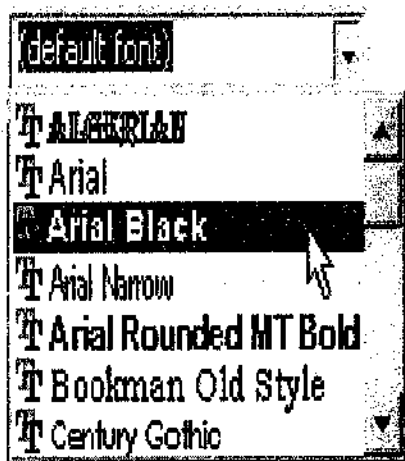 (default font)
ALGERIAN
Arial
Arial Black
Arial Narrow
Arial Rounded MT Bold
Bookman Old Style
Century Gothic